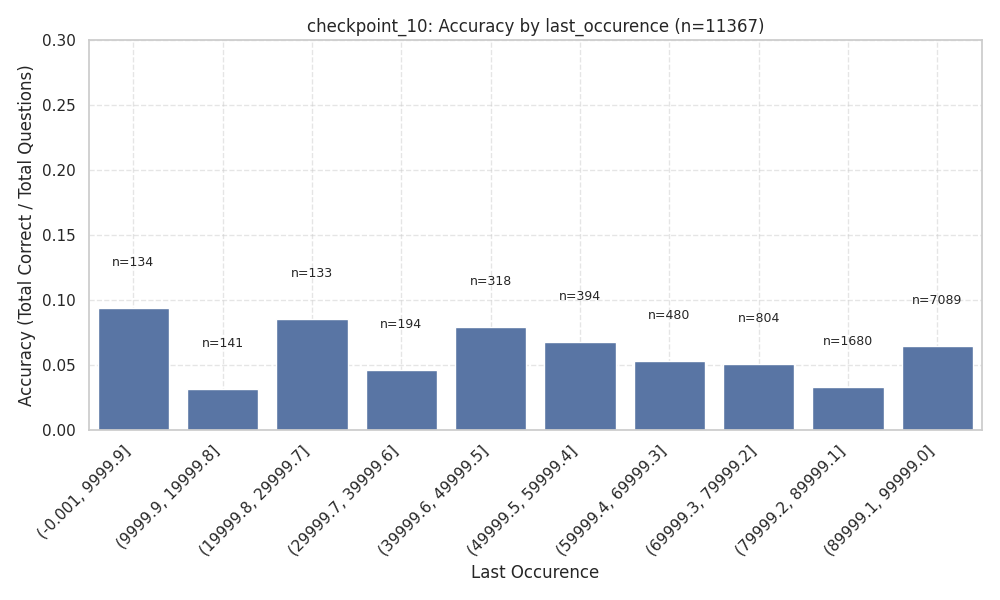 checkpoint_10: Accuracy by last_occurence (n=11367)
Accuracy (Total Correct / Total Questions)
0.30
0.25
0.20
0.15
0.10
0.05
0.00
n=134
n=141
n=133
n=194
n=318
n=394
n=480
n=804
n=1680
n=7089
(-0.001, 9999.9]
(9999.9, 19999.8]
(19999.8, 29999.7]
(29999.7, 39999.6]
(39999.6, 49999.5]
(49999.5, 59999.4]
(59999.4, 69999.3]
(69999.3, 79999.2]
(79999.2, 89999.1]
(89999.1, 99999.0]
Last Occurence